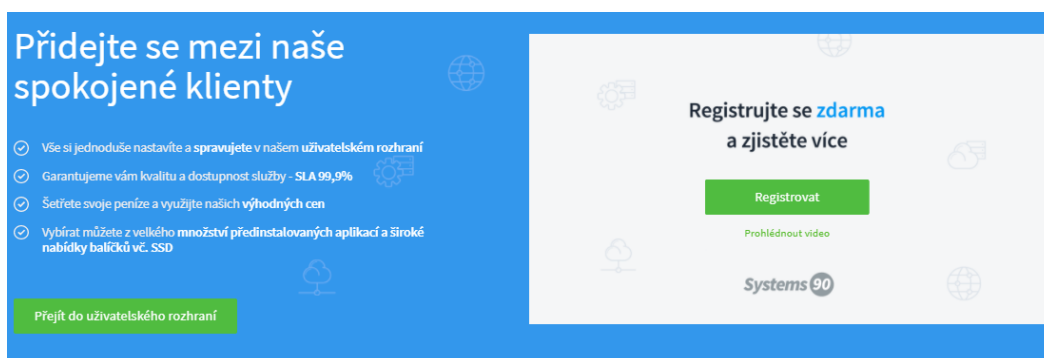 Přidejte se mezi naše
spokojené klienty
Vše si jednoduše nastavíte a spravujete v našem uživatelském rozhraní
Garantujeme vám kvalitu a dostupnost služby - SLA 99,9%
Šetřete svoje peníze a využijte našich výhodných cen
Vybírat můžete z velkého množství předinstalovaných aplikací a široké
nabídky balíčků vč. SSD
Přejít do uživatelského rozhraní
Registrujte se zdarma
a zjistěte více
Registrovat
Prohlédnout video
Systems 90